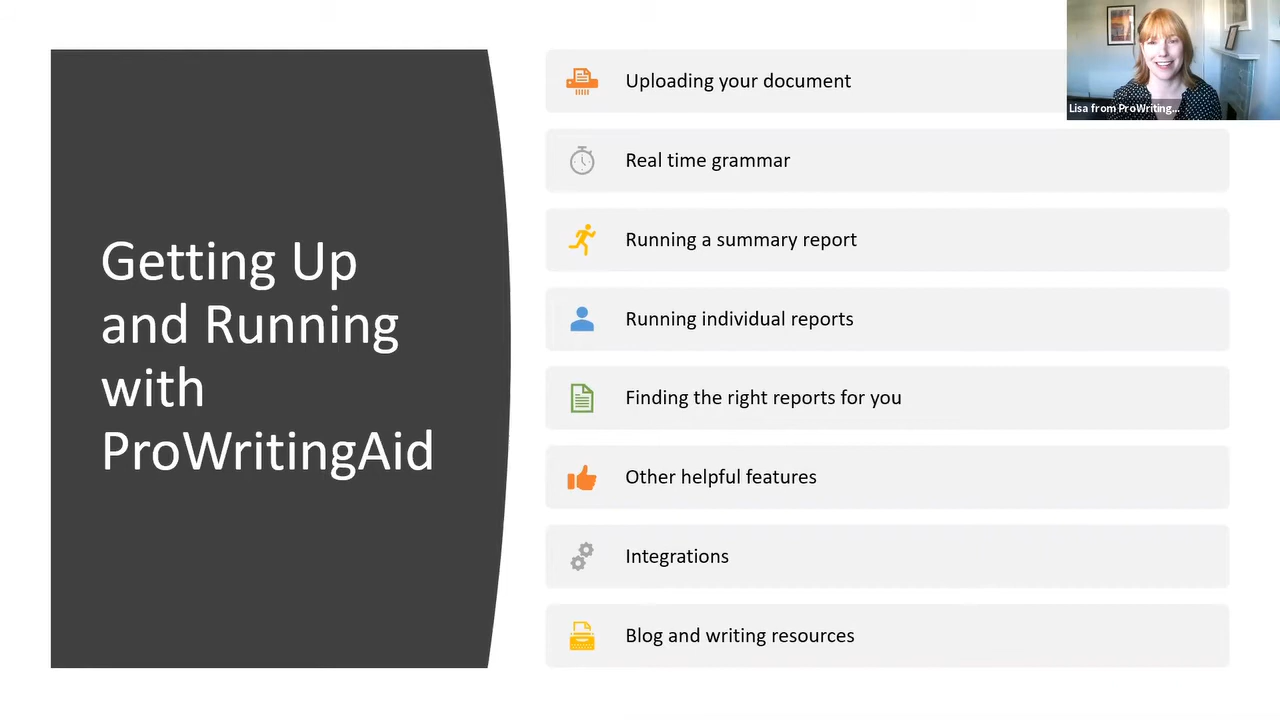 Getting Up
and Running
with
ProWritingAid
Uploading your document
Real time grammar
Running a summary report
Running individual reports
Finding the right reports for you
Other helpful features
Integrations
Blog and writing resources
Lisa from ProWriting...